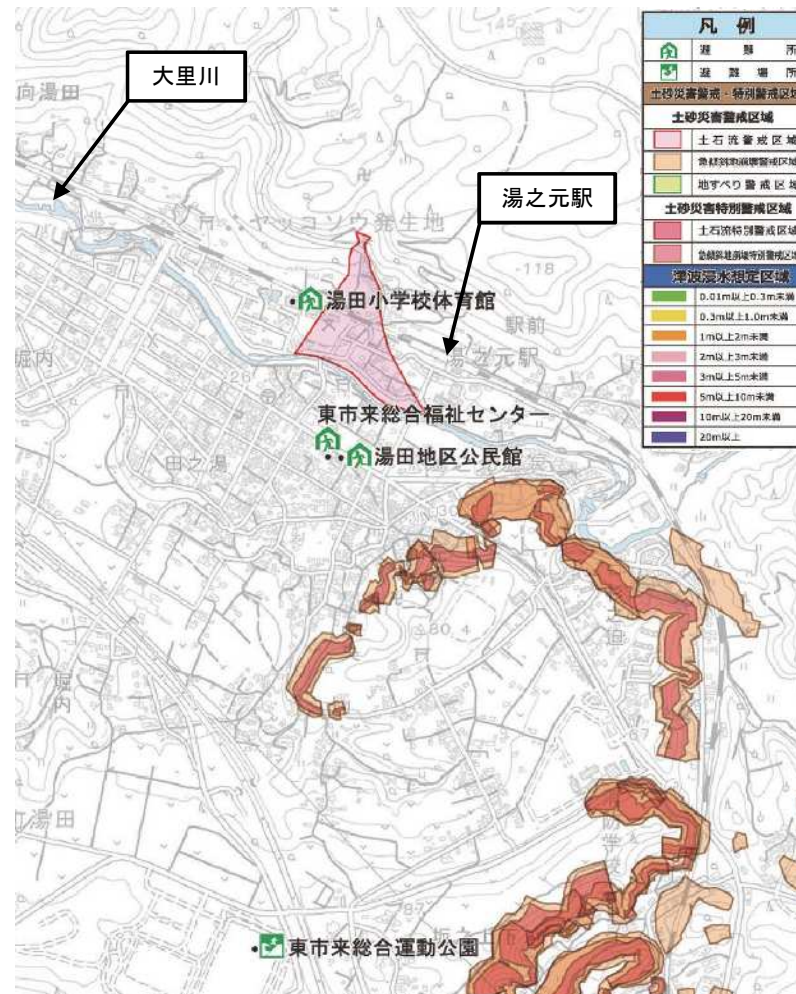 大里川
湯之元駅
向湯田
ヤッコソウ発生地
118
145
湯田小学校体育館
駅前
湯之元駅
堀内
26
東市来総合福祉センター
湯田地区公民館
田之湯
80.4
堀内
67
湯田
東市来総合運動公園
凡例
避難所
避難場所
土砂災害警戒・特別警戒区域
土砂災害警戒区域
土石流警戒区域
急傾斜地崩壊警戒区域
地すべり警戒区域
土砂災害特別警戒区域
土石流特別警戒区域
急傾斜地崩壊特別警戒区域
津波浸水想定区域
0.01m以上0.3m未満
0.3m以上1.0m未満
1m以上2m未満
2m以上3m未満
3m以上5m未満
5m以上10m未満
10m以上20m未満
20m以上